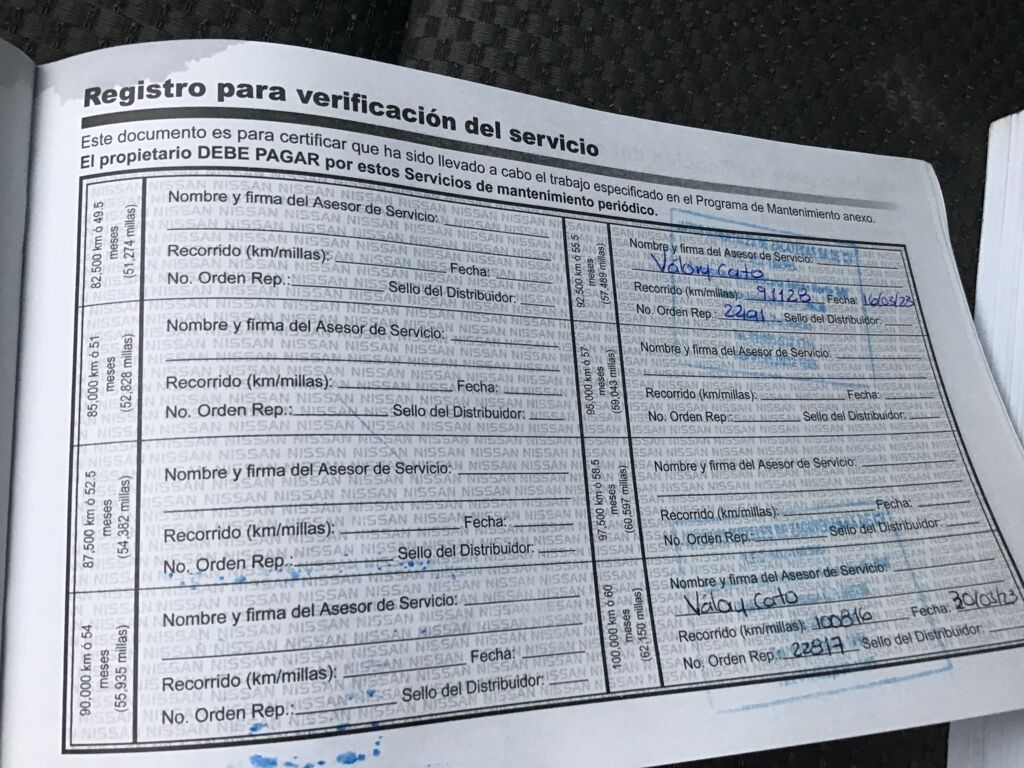 Registro para verificación del servicio
Este documento es para certificar que ha sido llevado a cabo el trabajo especificado en el Programa de Mantenimiento anexo.
El propietario DEBE PAGAR por estos Servicios de mantenimiento periódico.
82,500 km ó 49.5
meses
(51,274 millas)
Nombre y firma del Asesor de Servicio:
Recorrido (km/millas): Fecha:
No. Orden Rep.: Sello del Distribuidor:
85,000 km ó 51
meses
(52,828 millas)
Nombre y firma del Asesor de Servicio:
Recorrido (km/millas): Fecha:
No. Orden Rep.: Sello del Distribuidor:
87,500 km ó 52.5
meses
(54,382 millas)
Nombre y firma del Asesor de Servicio:
Recorrido (km/millas): Fecha:
No. Orden Rep.: Sello del Distribuidor:
90,000 km ó 54
meses
(55,935 millas)
Nombre y firma del Asesor de Servicio:
Recorrido (km/millas): Fecha:
No. Orden Rep.: Sello del Distribuidor:
92,500 km ó 55.5
meses
(57,489 millas)
Nombre y firma del Asesor de Servicio:
Recorrido (km/millas): 91128 Fecha: 16/03/23
No. Orden Rep.: Sello del Distribuidor:
95,000 km ó 57
meses
(59,043 millas)
Nombre y firma del Asesor de Servicio:
Recorrido (km/millas): Fecha:
No. Orden Rep.: Sello del Distribuidor:
97,500 km ó 58.5
meses
(60,597 millas)
Nombre y firma del Asesor de Servicio:
Recorrido (km/millas): Fecha:
No. Orden Rep.: Sello del Distribuidor:
100,000 km ó 60
meses
(62,150 millas)
Nombre y firma del Asesor de Servicio:
Recorrido (km/millas): 100816 Fecha: 30/03/23
No. Orden Rep.: 22817 Sello del Distribuidor: